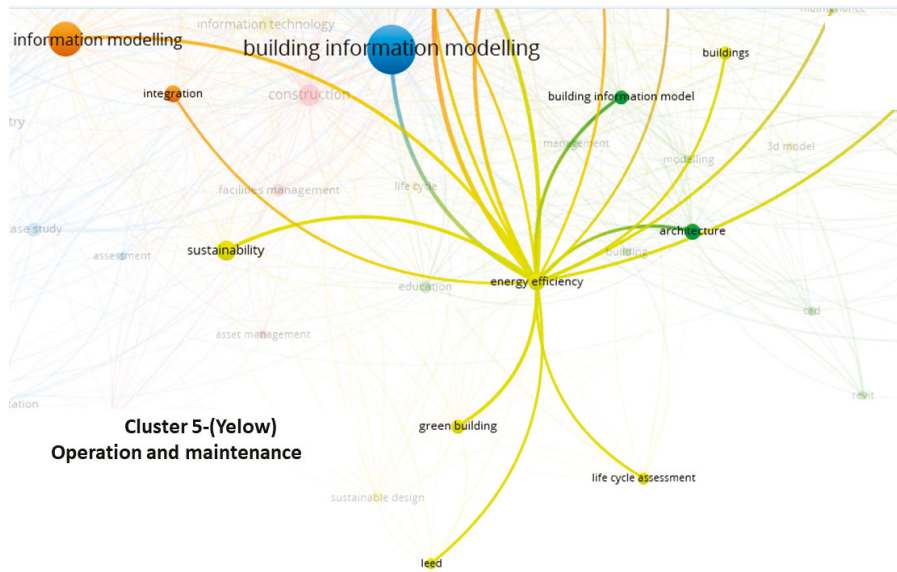 information technology
information modelling
building information modelling
buildings
integration
construction
building information model
try
management
3d model
modelling
life cycle
facilities management
ase study
architecture
sustainability
assessment
building
education
energy efficiency
cad
asset management
revit
tation
Cluster 5-(Yelow)
green building
Operation and maintenance
life cycle assessment
sustainable design
leed